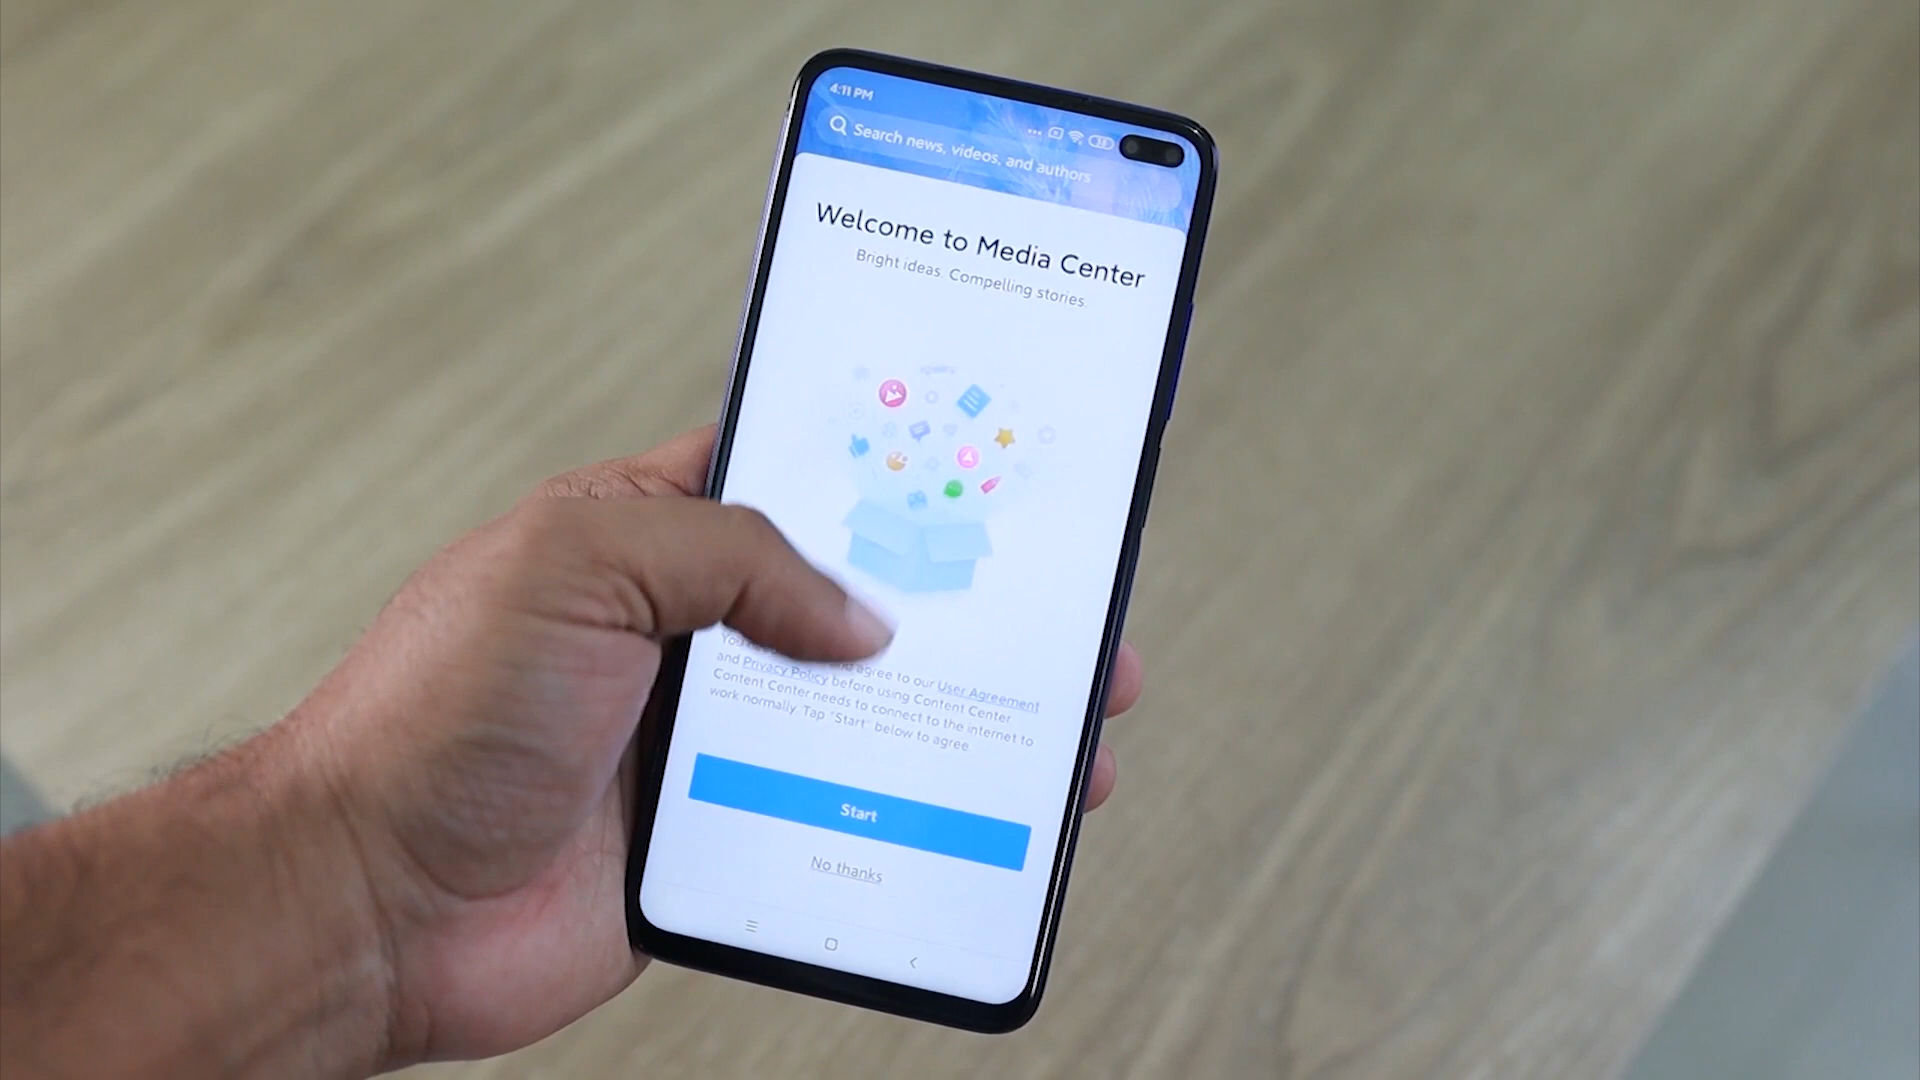 4:11 PM
Search news, videos, and authors
Welcome to Media Center
Bright ideas. Compelling stories.
agree to our User Agreement
and Privacy Policy before using Content Center
Content Center needs to connect to the internet to
work normally. Tap "Start" below to agree.
Start
No thanks